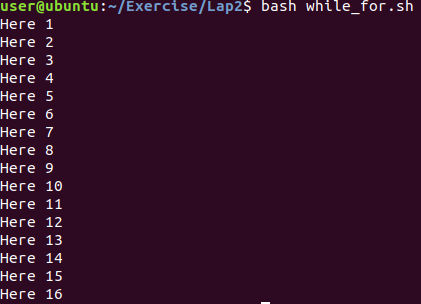 user@ubuntu:~/Exercise/Lap2$ bash while_for.sh
Here 1
Here 2
Here 3
Here 4
Here 5
Here 6
Here 7
Here 8
Here 9
Here 10
Here 11
Here 12
Here 13
Here 14
Here 15
Here 16